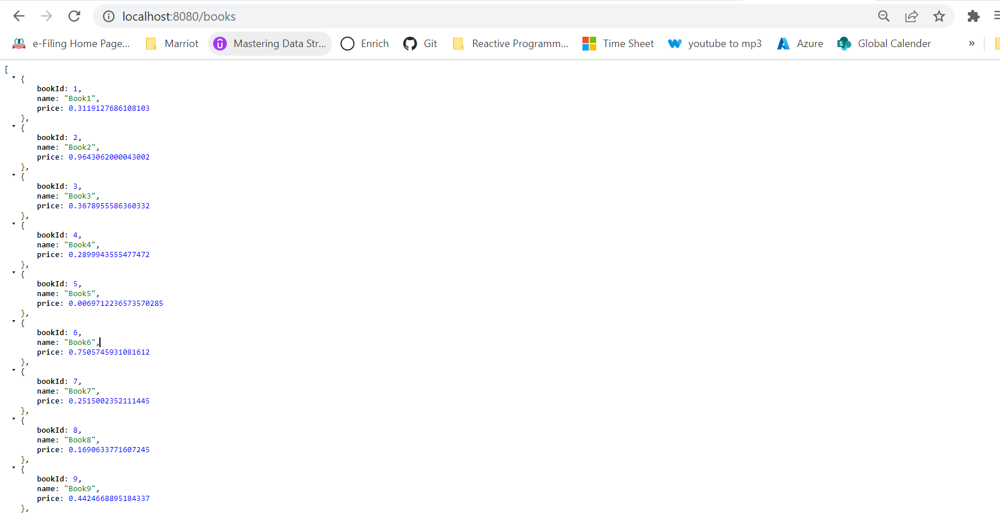 localhost:8080/books
e-Filing Home Page... Marriot Mastering Data Str... Enrich Git Reactive Programm... Time Sheet youtube to mp3 Azure Global Calender »
[
{
bookId: 1,
name: "Book1",
price: 0.3119127686108103
},
{
bookId: 2,
name: "Book2",
price: 0.9643062000043002
},
{
bookId: 3,
name: "Book3",
price: 0.3678955586360332
},
{
bookId: 4,
name: "Book4",
price: 0.2899943555477472
},
{
bookId: 5,
name: "Book5",
price: 0.0069712236573570285
},
{
bookId: 6,
name: "Book6",
price: 0.7505745931081612
},
{
bookId: 7,
name: "Book7",
price: 0.2515002352111445
},
{
bookId: 8,
name: "Book8",
price: 0.1690633771607245
},
{
bookId: 9,
name: "Book9",
price: 0.4424668895184337
},